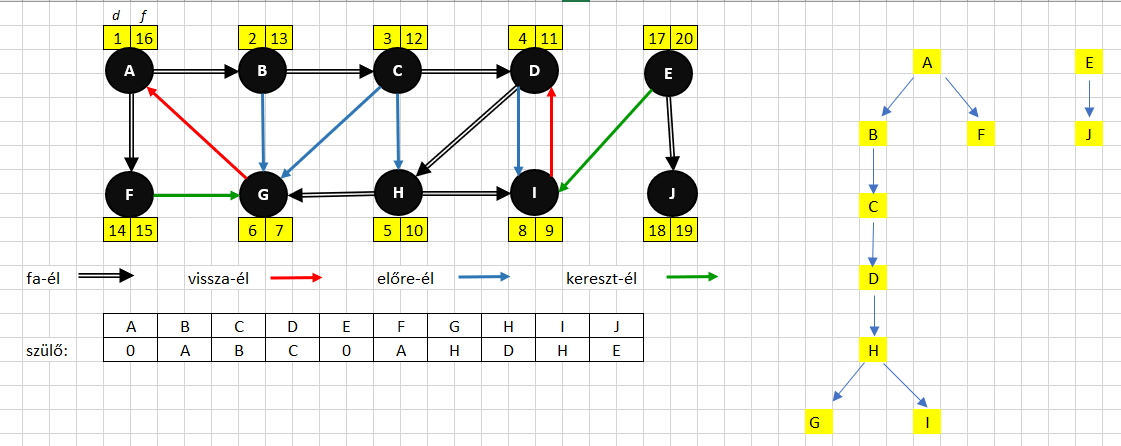 d f
1 16 2 13 3 12 4 11 17 20
A B C D E
F G H I J
14 15 6 7 5 10 8 9 18 19
fa-él vissza-él előre-él kereszt-él
A B C D E F G H I J
szülő: 0 A B C 0 A H D H E
A E
B F J
C
D
H
G I